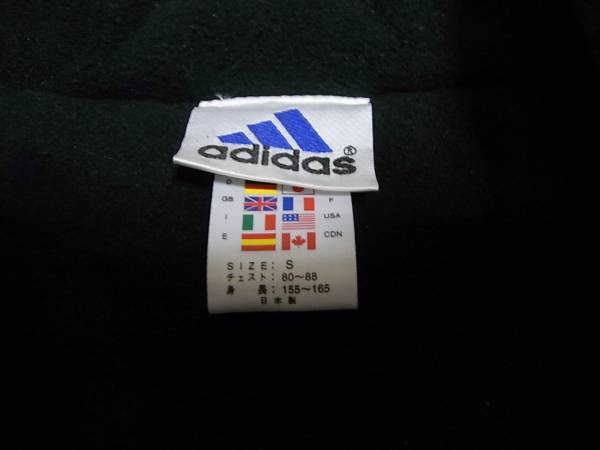 adidas®
D
GB F
I USA
E CDN
SIZE: S
チェスト: 80〜88
身 長: 155〜165
日本製